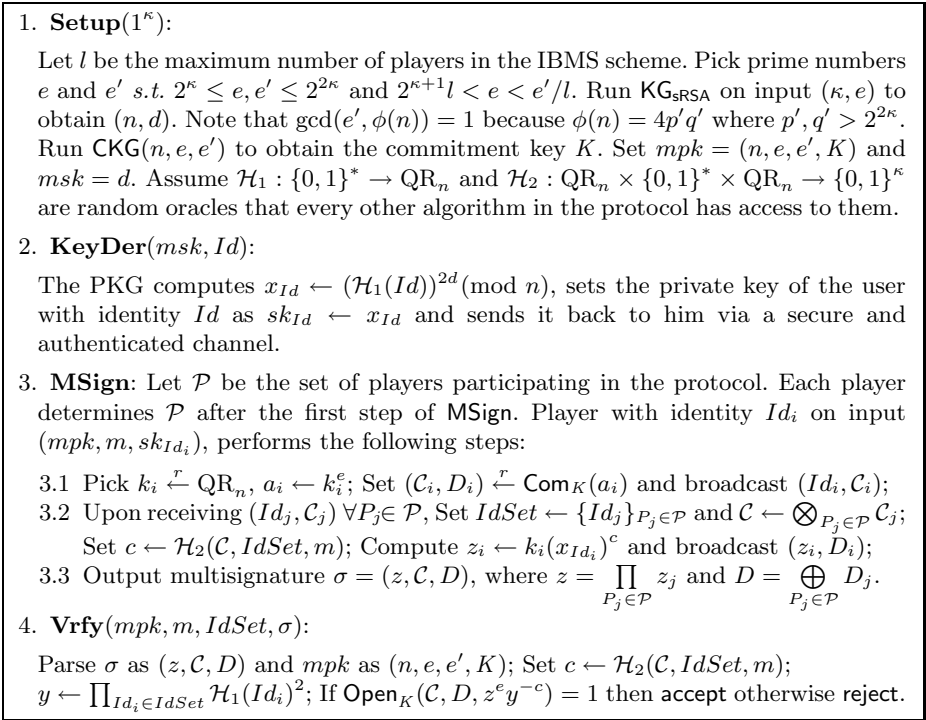 1. Setup(1^κ):
Let l be the maximum number of players in the IBMS scheme. Pick prime numbers
e and e′ s.t. 2^κ ≤ e, e′ ≤ 2^{2κ} and 2^{κ+1}l < e < e′/l. Run KG_{sRSA} on input (κ, e) to
obtain (n, d). Note that gcd(e′, ϕ(n)) = 1 because ϕ(n) = 4p′q′ where p′, q′ > 2^{2κ}.
Run CKG(n, e, e′) to obtain the commitment key K. Set mpk = (n, e, e′, K) and
msk = d. Assume ℋ_1 : {0, 1}^* → QR_n and ℋ_2 : QR_n × {0, 1}^* × QR_n → {0, 1}^κ
are random oracles that every other algorithm in the protocol has access to them.
2. KeyDer(msk, Id):
The PKG computes x_{Id} ← (ℋ_1(Id))^{2d}(mod n), sets the private key of the user
with identity Id as sk_{Id} ← x_{Id} and sends it back to him via a secure and
authenticated channel.
3. MSign: Let 𝒫 be the set of players participating in the protocol. Each player
determines 𝒫 after the first step of MSign. Player with identity Id_i on input
(mpk, m, sk_{Id_i}), performs the following steps:
3.1 Pick k_i ←^r QR_n, a_i ← k_i^e; Set (𝒞_i, D_i) ←^r Com_K(a_i) and broadcast (Id_i, 𝒞_i);
3.2 Upon receiving (Id_j, 𝒞_j) ∀P_j∈ 𝒫, Set IdSet ← {Id_j}_{P_j∈𝒫} and 𝒞 ← ⨂_{P_j∈𝒫} 𝒞_j;
Set c ← ℋ_2(𝒞, IdSet, m); Compute z_i ← k_i(x_{Id_i})^c and broadcast (z_i, D_i);
3.3 Output multisignature σ = (z, 𝒞, D), where z = ∏_{P_j∈𝒫} z_j and D = ⨁_{P_j∈𝒫} D_j.
4. Vrfy(mpk, m, IdSet, σ):
Parse σ as (z, 𝒞, D) and mpk as (n, e, e′, K); Set c ← ℋ_2(𝒞, IdSet, m);
y ← ∏_{Id_i∈IdSet} ℋ_1(Id_i)^2; If Open_K(𝒞, D, z^e y^{−c}) = 1 then accept otherwise reject.